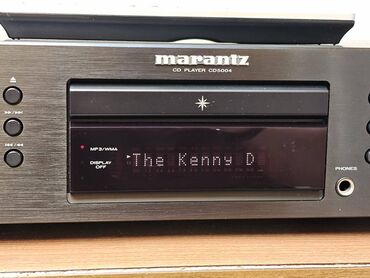 marantz
CD PLAYER CD5004
MP3/WMA
DISPLAY
OFF
The Kenny D
PHONES